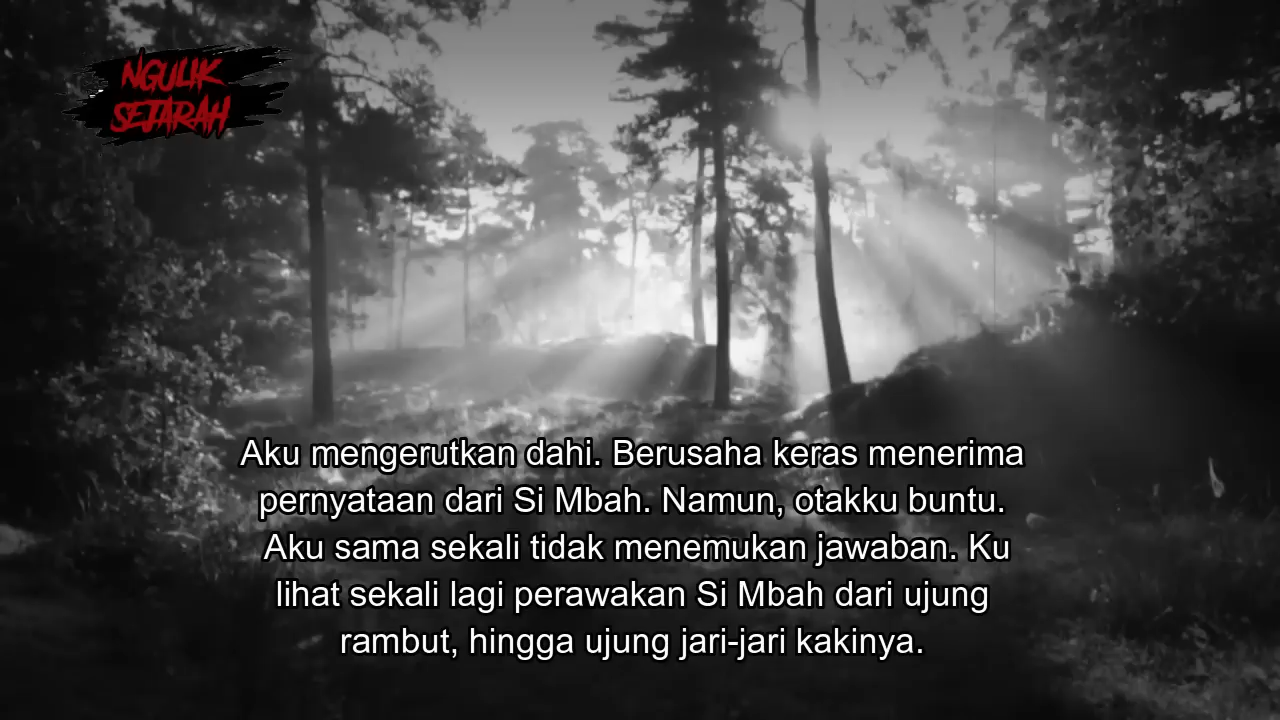 NGULIK
SEJARAH
Aku mengerutkan dahi. Berusaha keras menerima
pernyataan dari Si Mbah. Namun, otakku buntu.
Aku sama sekali tidak menemukan jawaban. Ku
lihat sekali lagi perawakan Si Mbah dari ujung
rambut, hingga ujung jari-jari kakinya.